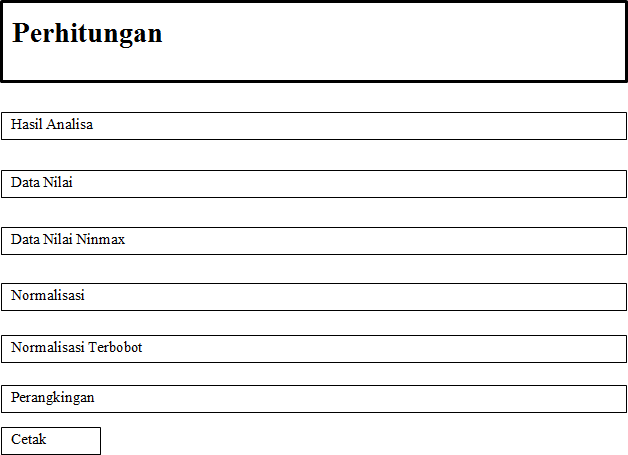 Perhitungan
Hasil Analisa
Data Nilai
Data Nilai Ninmax
Normalisasi
Normalisasi Terbobot
Perangkingan
Cetak